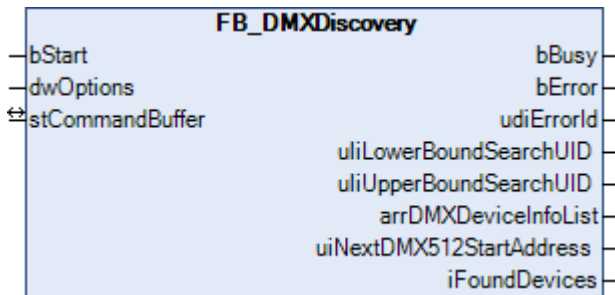 FB_DMXDiscovery
bStart bBusy
dwOptions bError
stCommandBuffer udiErrorId
uliLowerBoundSearchUID
uliUpperBoundSearchUID
arrDMXDeviceInfoList
uiNextDMX512StartAddress
iFoundDevices